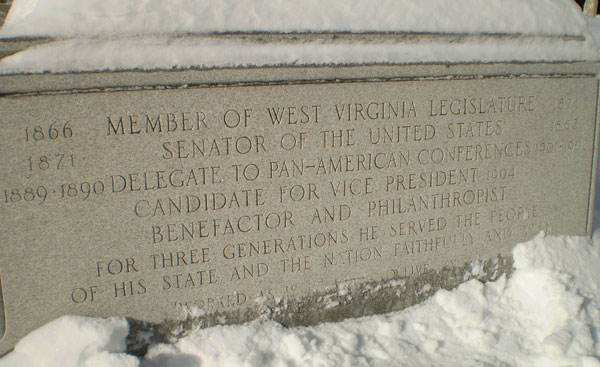 1866 MEMBER OF WEST VIRGINIA LEGISLATURE
1871 SENATOR OF THE UNITED STATES
1889-1890 DELEGATE TO PAN-AMERICAN CONFERENCES 1901-
CANDIDATE FOR VICE PRESIDENT 1904
BENEFACTOR AND PHILANTHROPIST
FOR THREE GENERATIONS HE SERVED THE PEOPLE
OF HIS STATE AND THE NATION FAITHFULLY AND
WORKED